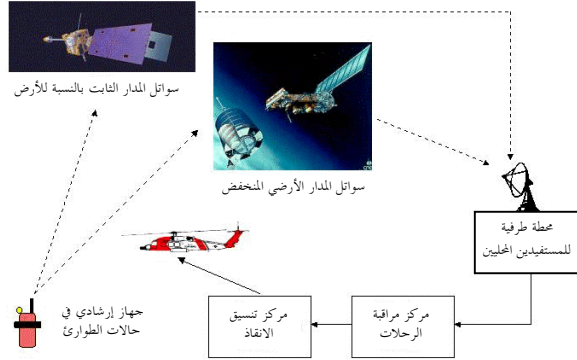 سواتل المدار الثابت بالنسبة للأرض
سواتل المدار الأرضي المنخفض
محطة طرفية
للمستفيدين المحليين
جهاز إرشادي في
حالات الطوارئ
مركز تنسيق
الانقاذ
مركز مراقبة
الرحلات